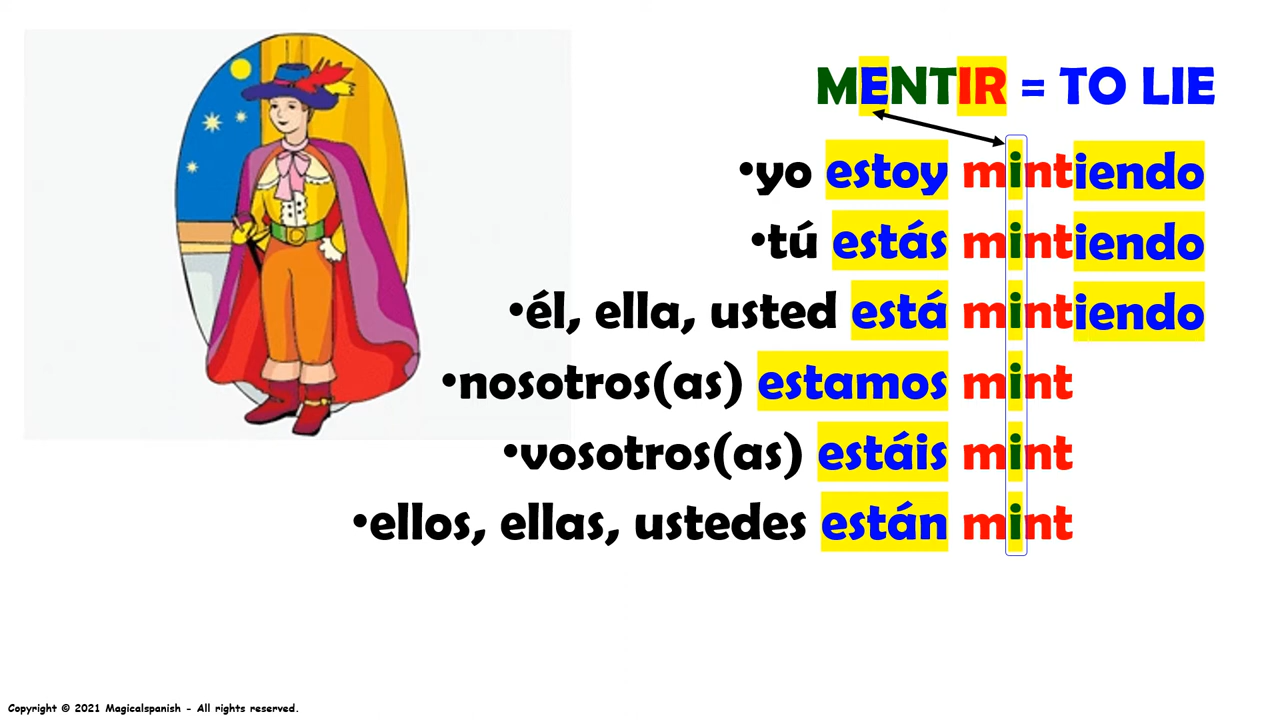 MENTIR = TO LIE
•yo estoy mintiendo
•tú estás mintiendo
•él, ella, usted está mintiendo
•nosotros(as) estamos mint
•vosotros(as) estáis mint
•ellos, ellas, ustedes están mint
Copyright © 2021 Magicalspanish - All rights reserved.